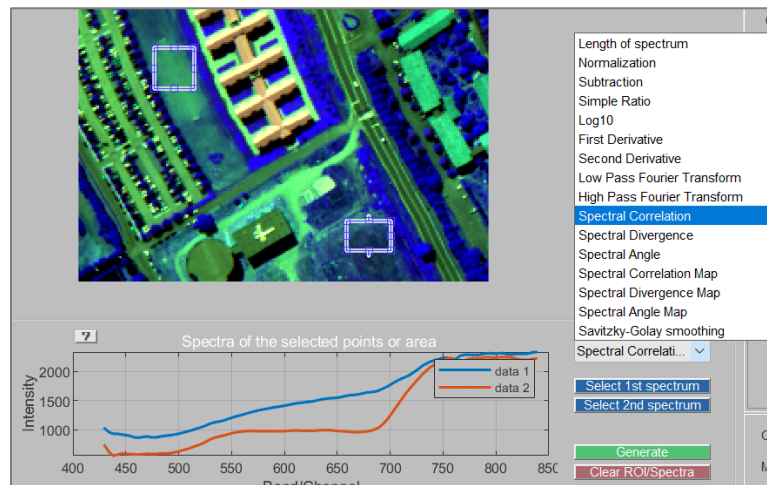 Length of spectrum
Normalization
Subtraction
Simple Ratio
Log10
First Derivative
Second Derivative
Low Pass Fourier Transform
High Pass Fourier Transform
Spectral Correlation
Spectral Divergence
Spectral Angle
Spectral Correlation Map
Spectral Divergence Map
Spectral Angle Map
Savitzky-Golay smoothing
Spectral Correlati...
Select 1st spectrum
Select 2nd spectrum
Generate
Clear ROI/Spectra
?
Spectra of the selected points or area
Intensity
2000
1500
1000
data 1
data 2
400 450 500 550 600 650 700 750 800 850
Band/Channel